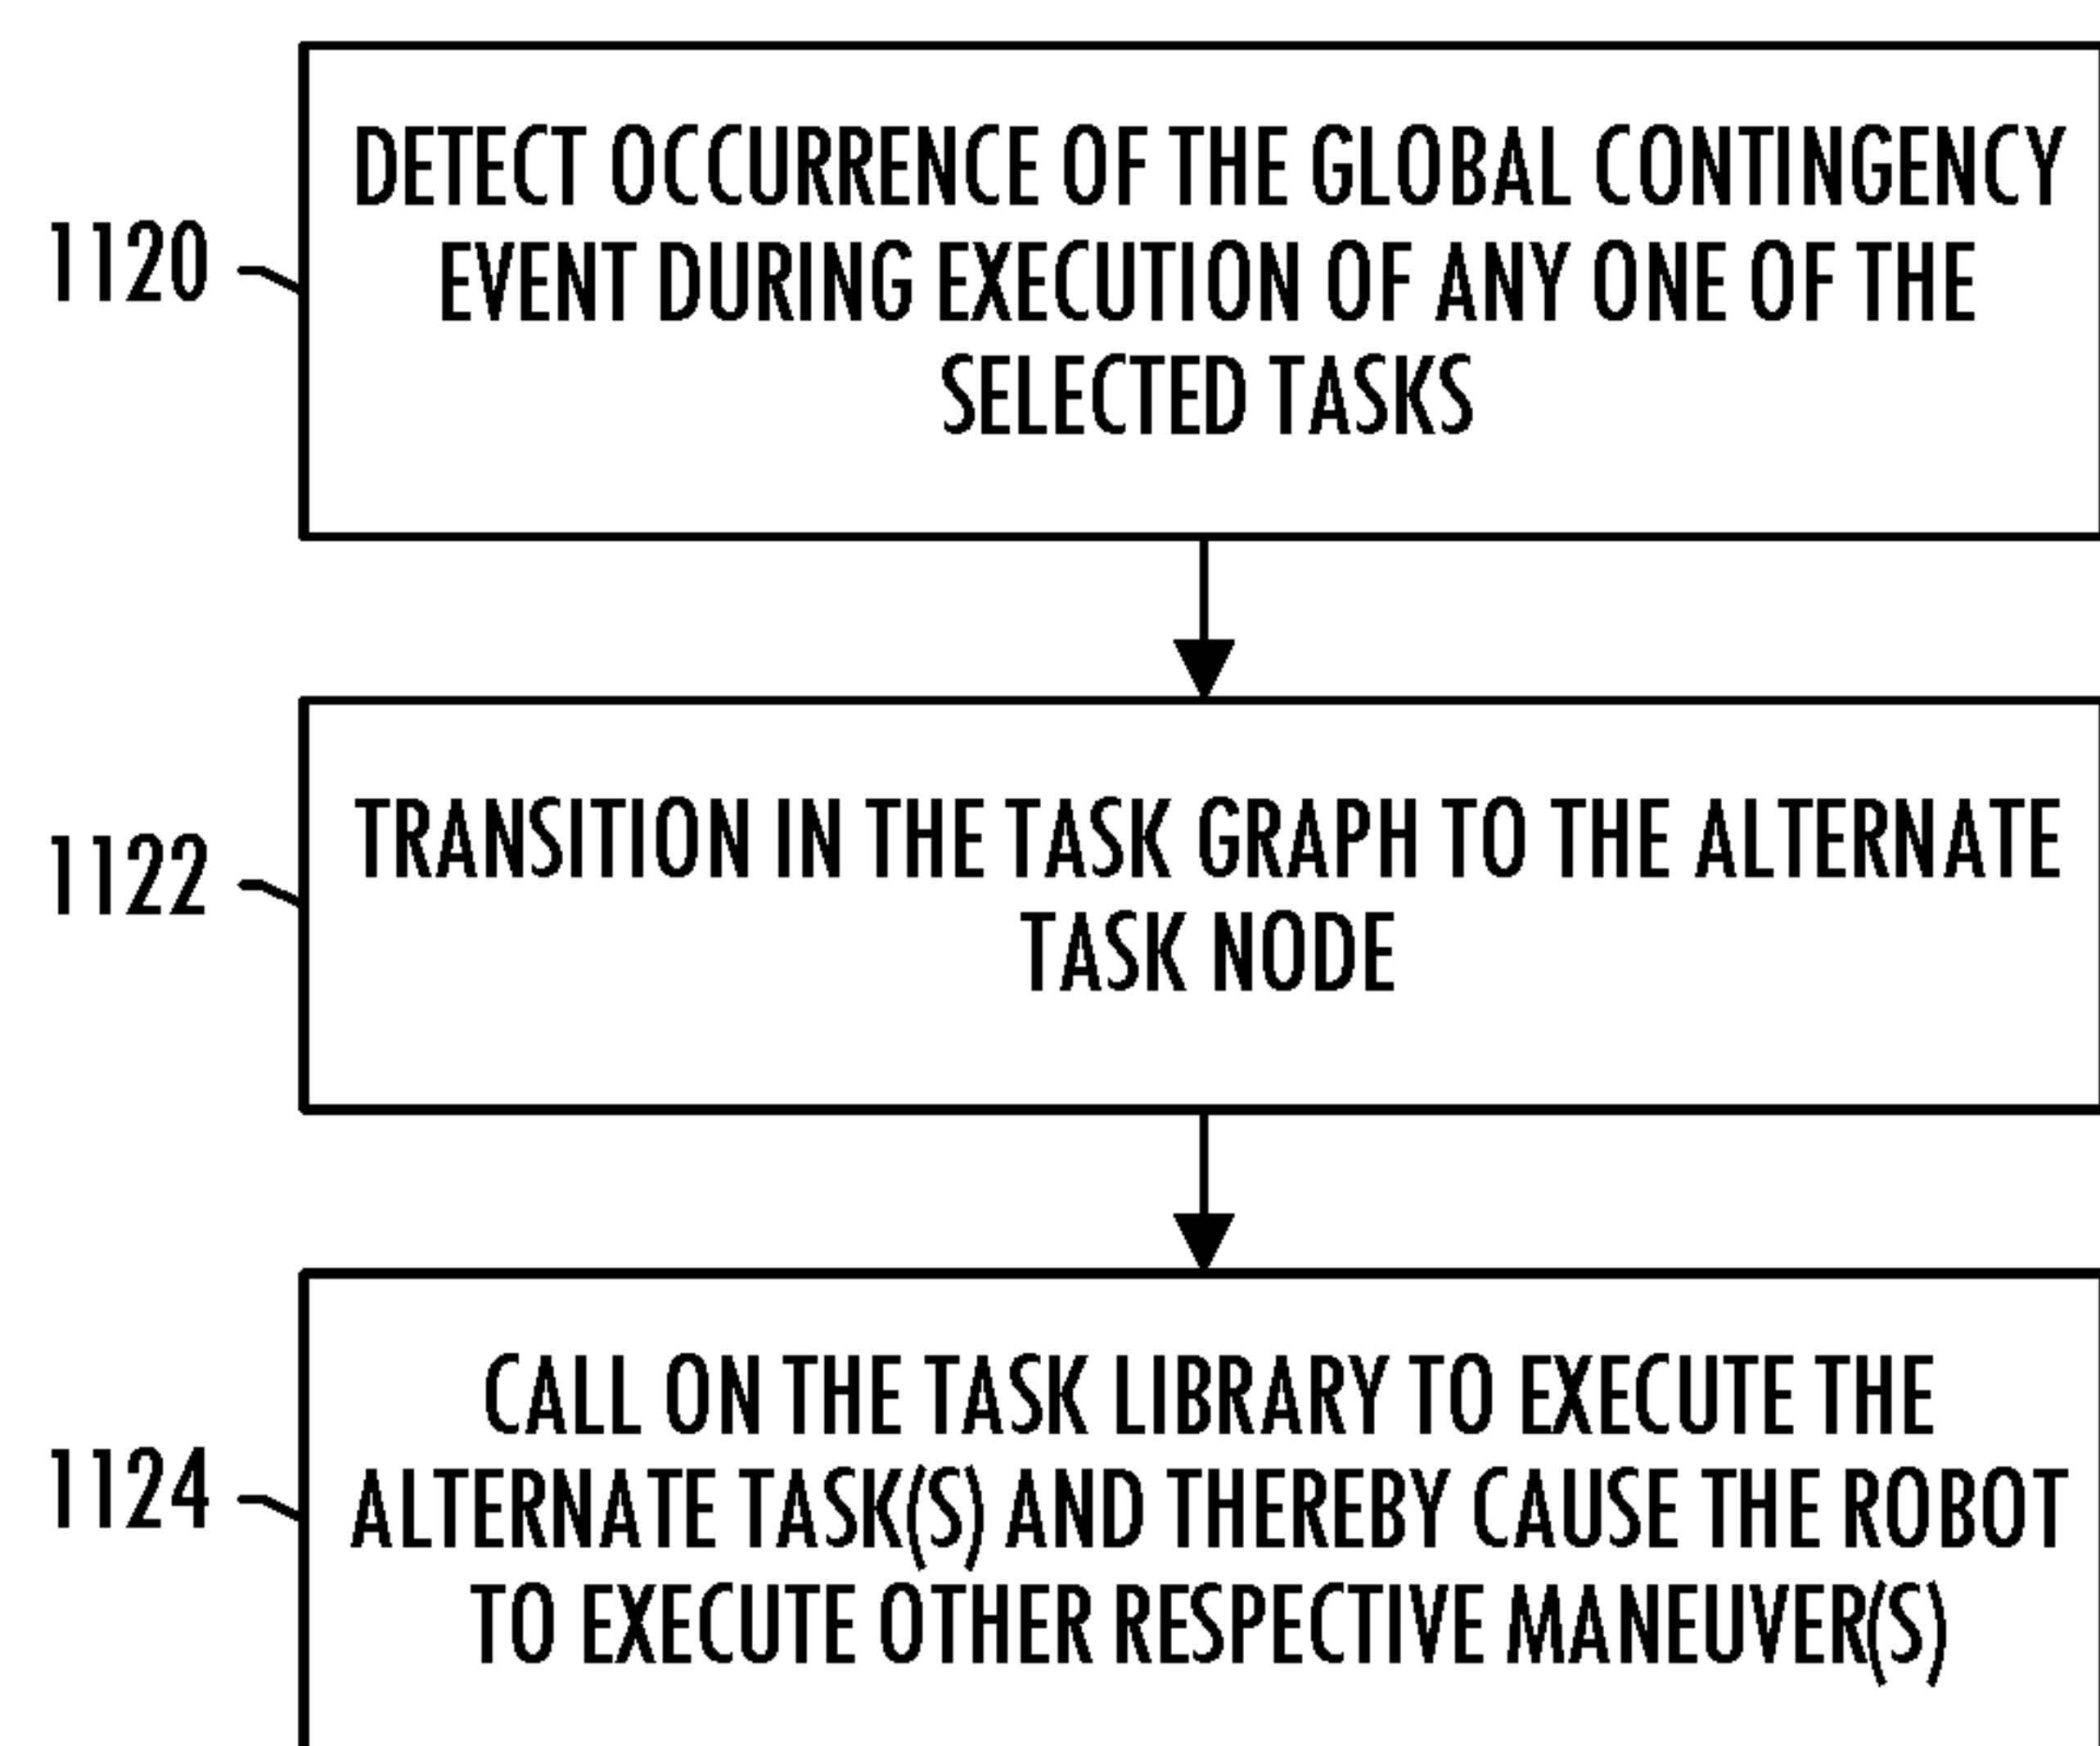 DETECT OCCURRENCE OF THE GLOBAL CONTINGENCY
EVENT DURING EXECUTION OF ANY ONE OF THE
SELECTED TASKS
1120
TRANSITION IN THE TASK GRAPH TO THE ALTERNATE
TASK NODE
1122
CALL ON THE TASK LIBRARY TO EXECUTE THE
ALTERNATE TASK(S) AND THEREBY CAUSE THE ROBOT
TO EXECUTE OTHER RESPECTIVE MANEUVER(S)
1124